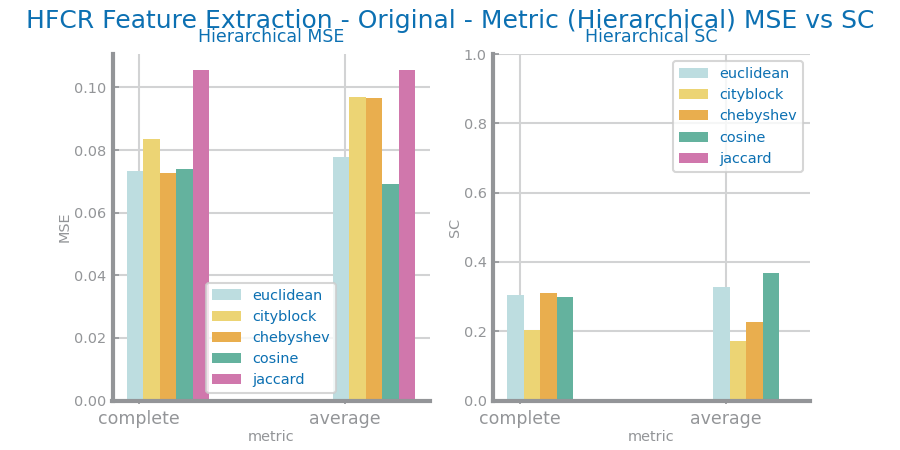 HFCR Feature Extraction - Original - Metric (Hierarchical) MSE vs SC
Hierarchical MSE
MSE
0.10
0.08
0.06
0.04
0.02
0.00
euclidean
cityblock
chebyshev
cosine
jaccard
complete
average
metric
Hierarchical SC
SC
1.0
0.8
0.6
0.4
0.2
0.0
euclidean
cityblock
chebyshev
cosine
jaccard
complete
average
metric